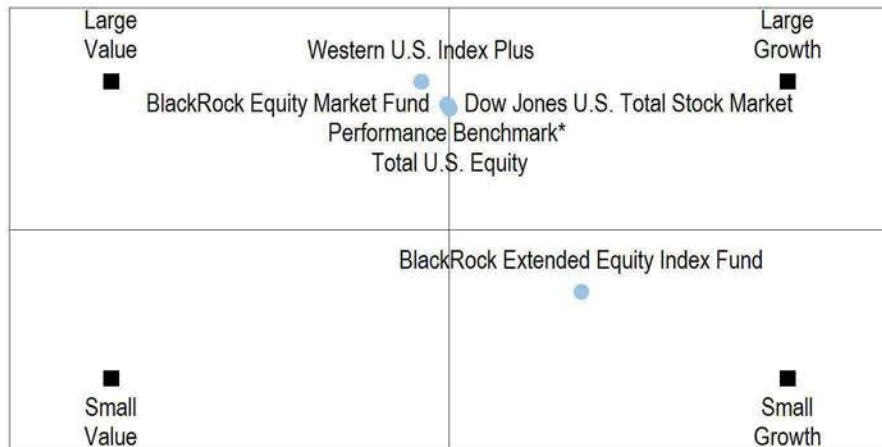 Large
Value
Large
Growth
Western U.S. Index Plus
BlackRock Equity Market Fund
Dow Jones U.S. Total Stock Market
Performance Benchmark*
Total U.S. Equity
BlackRock Extended Equity Index Fund
Small
Value
Small
Growth